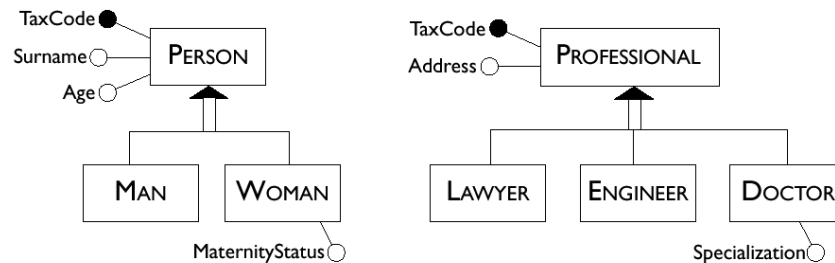 TaxCode
Surname
Age
PERSON
MAN
WOMAN
MaternityStatus
TaxCode
Address
PROFESSIONAL
LAWYER
ENGINEER
DOCTOR
Specialization